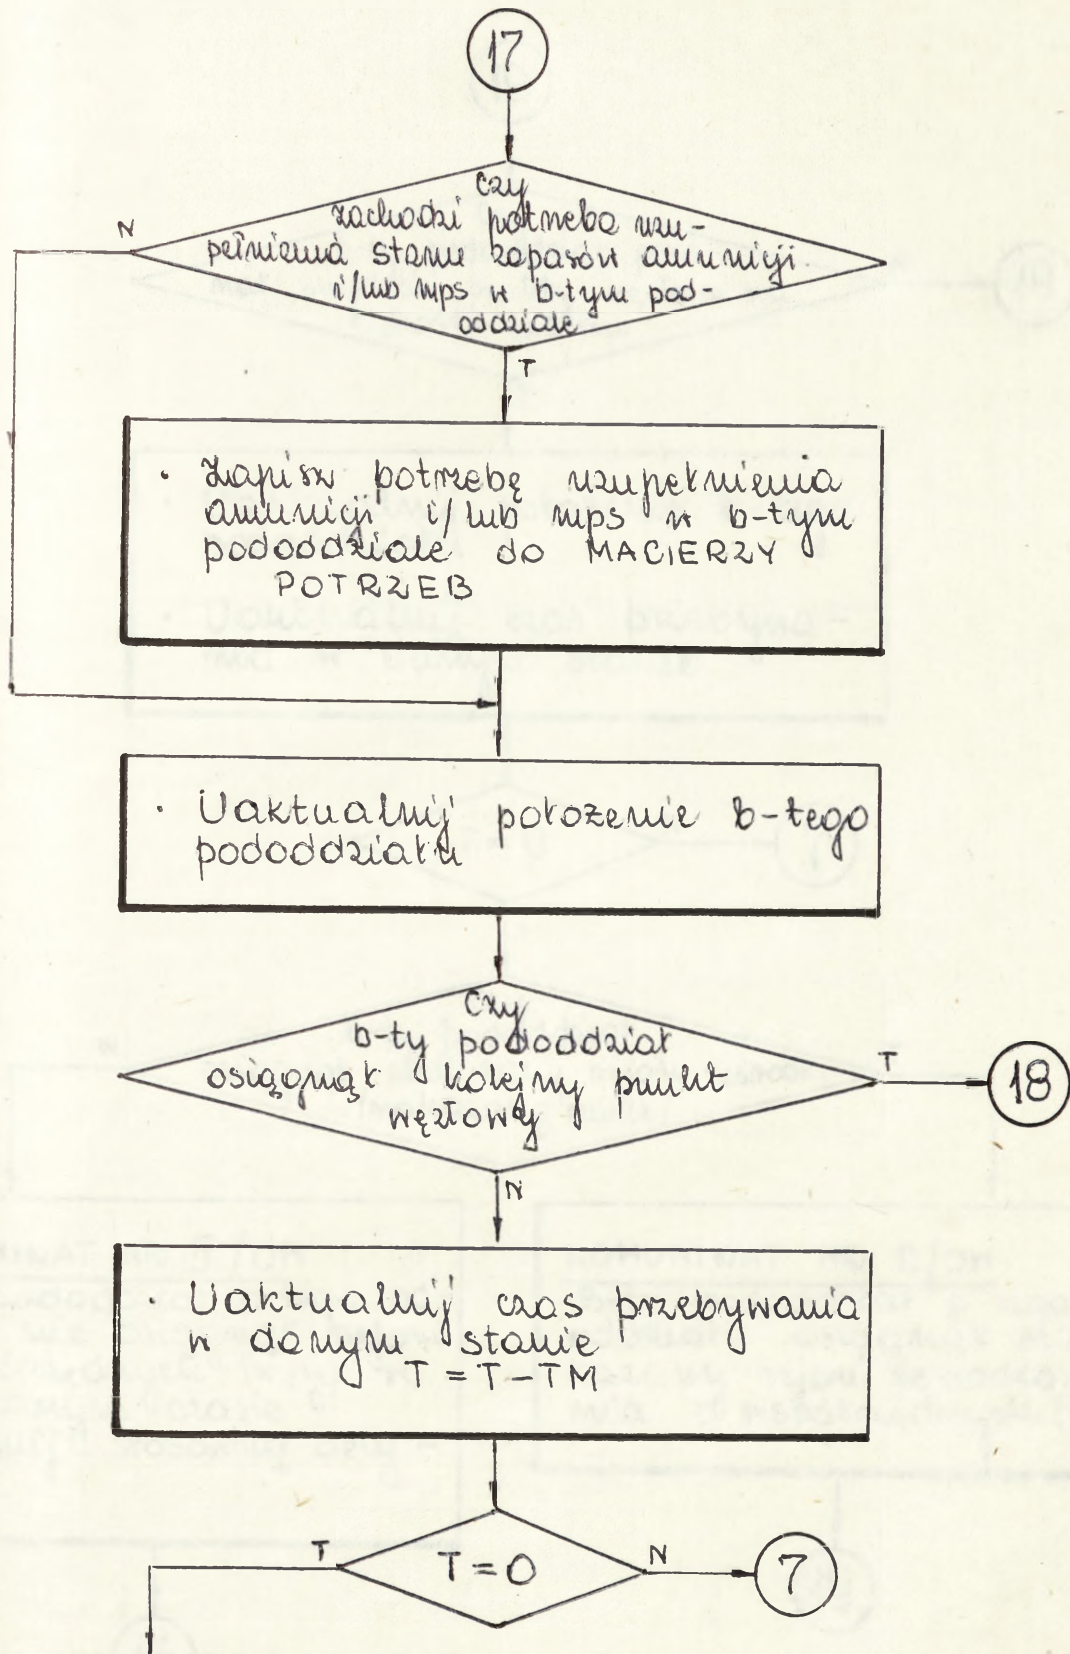 17
czy
zachodzi potrzeba uzu-
pełnienia stanu zapasów amunicji
i/lub mps w b-tym pod-
oddziale
N
T
· Zapisz potrzebę uzupełnienia
amunicji i/lub mps w b-tym
pododdziale do MACIERZY
POTRZEB
· Uaktualnij położenie b-tego
pododdziału
Czy
b-ty pododdział
osiągnął kolejny punkt
węzłowy
T
18
N
· Uaktualnij czas przebywania
w danym stanie
T = T - TM
T
T = 0
N
7